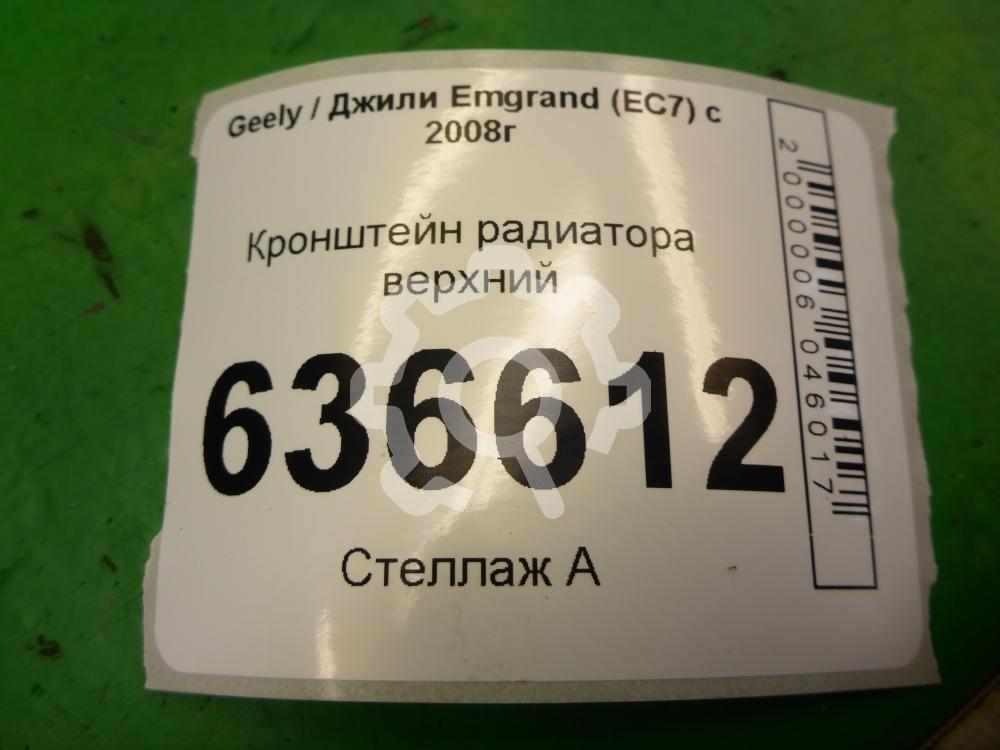 Geely / Джили Emgrand (EC7) с
2008г
Кронштейн радиатора
верхний
636612
Стеллаж А
2000006046017